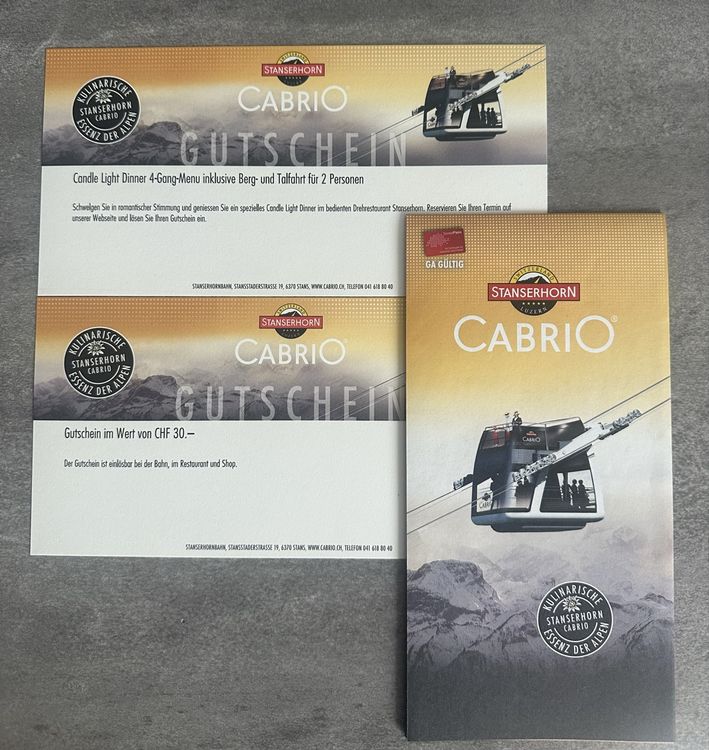 SWITZERLAND
STANSERHORN
CABRIO®
KULINARISCHE
STANSERHORN
CABRIO
ESSENZ DER ALPEN
GUTSCHEIN
Candle Light Dinner 4-Gang-Menu inklusive Berg- und Talfahrt für 2 Personen
Schwelgen Sie in romantischer Stimmung und geniessen Sie ein spezielles Candle Light Dinner im bedienten Drehrestaurant Stanserhorn. Reservieren Sie Ihren Termin auf
unserer Webseite und lösen Sie Ihren Gutschein ein.
STANSERHORNBAHN, STANSSTADERSTRASSE 19, 6370 STANS, WWW.CABRIO.CH, TELEFON 041 618 80 40
STANSERHORN
CABRIO®
KULINARISCHE
STANSERHORN
CABRIO
ESSENZ DER ALPEN
GUTSCHEIN
Gutschein im Wert von CHF 30.–
Der Gutschein ist einlösbar bei der Bahn, im Restaurant und Shop.
STANSERHORNBAHN, STANSSTADERSTRASSE 19, 6370 STANS, WWW.CABRIO.CH, TELEFON 041 618 80 40
GA GÜLTIG
SWITZERLAND
STANSERHORN
LUZERN
CABRIO®
STANSERHORN
CABRIO
CABRIO
KULINARISCHE
STANSERHORN
CABRIO
ESSENZ DER ALPEN